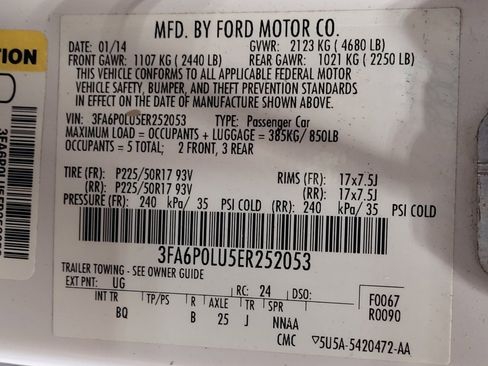 MFD. BY FORD MOTOR CO.
DATE: 01/14 GVWR: 2123 KG (4680 LB)
FRONT GAWR: 1107 KG (2440 LB) REAR GAWR: 1021 KG (2250 LB)
THIS VEHICLE CONFORMS TO ALL APPLICABLE FEDERAL MOTOR
VEHICLE SAFETY, BUMPER, AND THEFT PREVENTION STANDARDS
IN EFFECT ON THE DATE OF MANUFACTURE SHOWN ABOVE.
VIN: 3FA6P0LU5ER252053 TYPE: Passenger Car
MAXIMUM LOAD = OCCUPANTS + LUGGAGE = 385KG/ 850LB
OCCUPANTS = 5 TOTAL; 2 FRONT, 3 REAR
TIRE (FR): P225/50R17 93V RIMS (FR): 17x7.5J
(RR): P225/50R17 93V (RR): 17x7.5J
PRESSURE (FR): 240 kPa/ 35 PSI COLD (RR): 240 kPa/ 35 PSI COLD
3FA6P0LU5ER252053
TRAILER TOWING - SEE OWNER GUIDE
EXT PNT: UG RC: 24 DSO:
F0067
R0090
INT TR TP/PS R AXLE TR SPR
BQ B 25 J NNAA
CMC 5U5A-5420472-AA